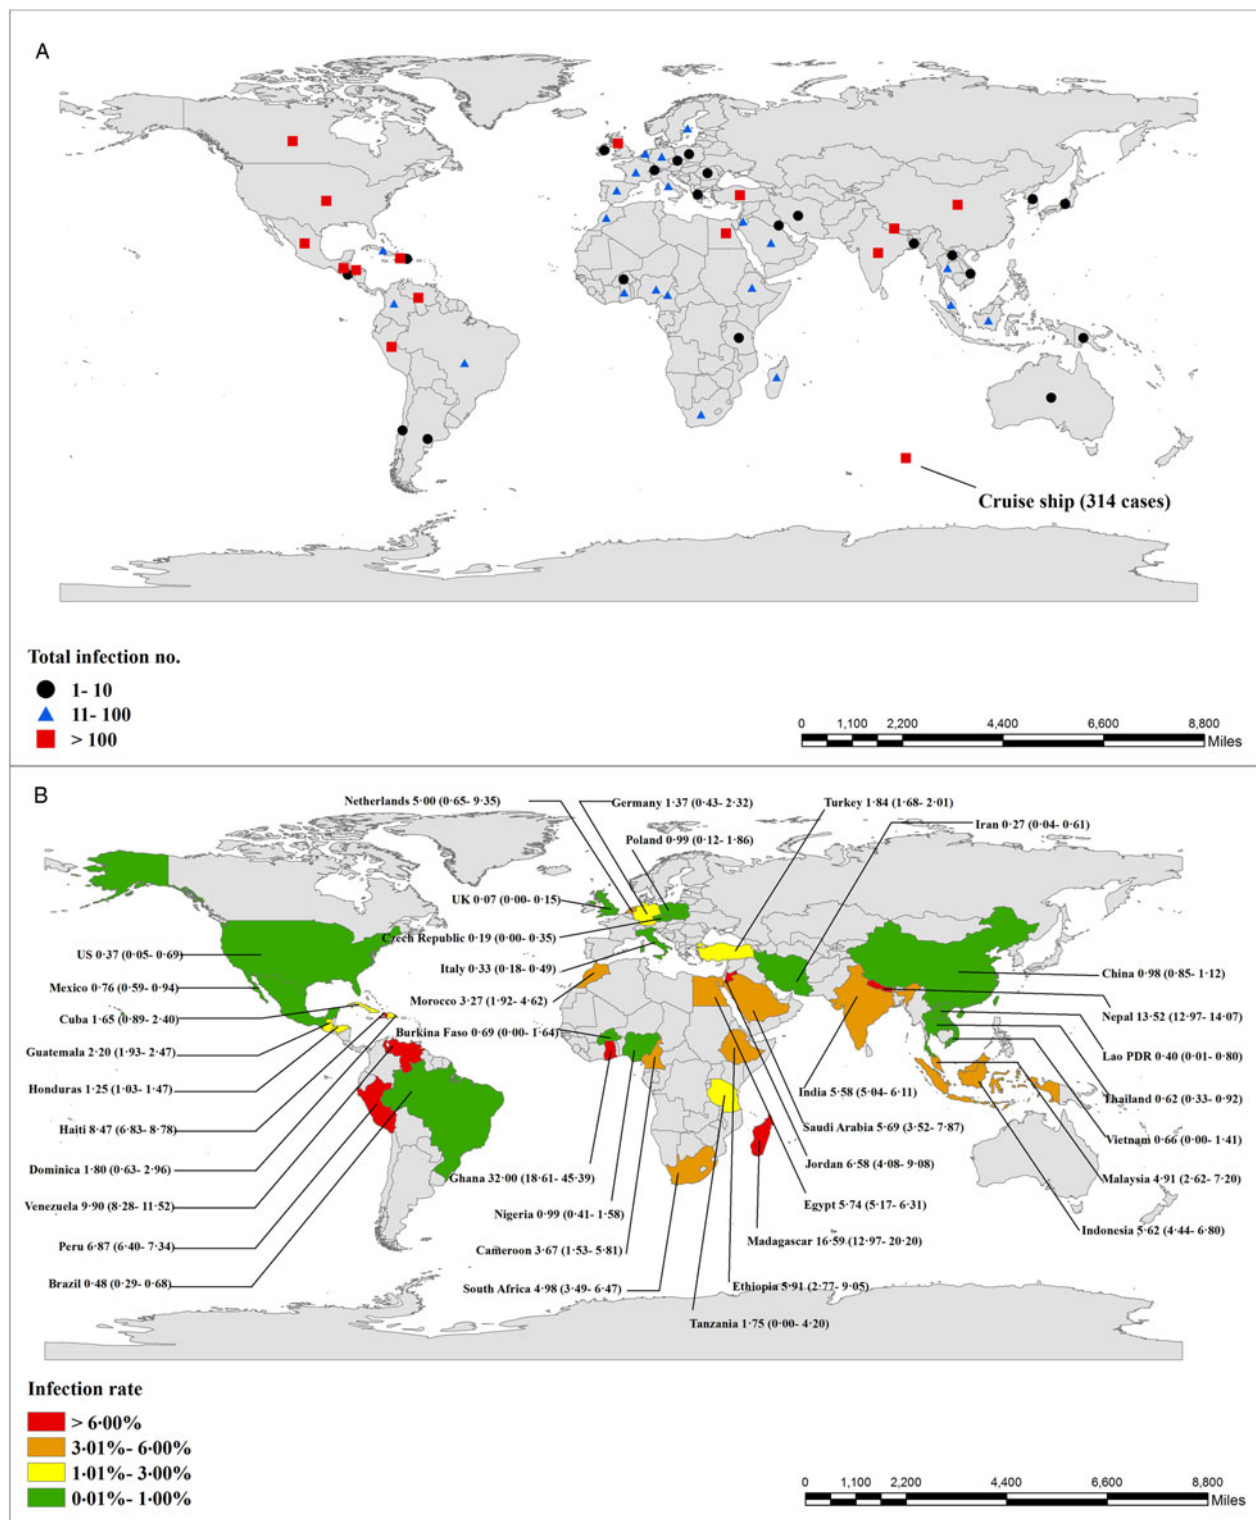 A
Cruise ship (314 cases)
Total infection no.
1- 10
11- 100
> 100
0 1,100 2,200 4,400 6,600 8,800
Miles
B
Netherlands 5·00 (0·65- 9·35)
Germany 1·37 (0·43- 2·32)
Turkey 1·84 (1·68- 2·01)
Iran 0·27 (0·04- 0·61)
Poland 0·99 (0·12- 1·86)
UK 0·07 (0·00- 0·15)
Czech Republic 0·19 (0·00- 0·35)
US 0·37 (0·05- 0·69)
Italy 0·33 (0·18- 0·49)
China 0·98 (0·85- 1·12)
Mexico 0·76 (0·59- 0·94)
Morocco 3·27 (1·92- 4·62)
Nepal 13·52 (12·97- 14·07)
Cuba 1·65 (0·89- 2·40)
Burkina Faso 0·69 (0·00- 1·64)
Guatemala 2·20 (1·93- 2·47)
Lao PDR 0·40 (0·01- 0·80)
Honduras 1·25 (1·03- 1·47)
India 5·58 (5·04- 6·11)
Thailand 0·62 (0·33- 0·92)
Haiti 8·47 (6·83- 8·78)
Saudi Arabia 5·69 (3·52- 7·87)
Vietnam 0·66 (0·00- 1·41)
Dominica 1·80 (0·63- 2·96)
Ghana 32·00 (18·61- 45·39)
Jordan 6·58 (4·08- 9·08)
Malaysia 4·91 (2·62- 7·20)
Venezuela 9·90 (8·28- 11·52)
Nigeria 0·99 (0·41- 1·58)
Egypt 5·74 (5·17- 6·31)
Indonesia 5·62 (4·44- 6·80)
Peru 6·87 (6·40- 7·34)
Cameroon 3·67 (1·53- 5·81)
Madagascar 16·59 (12·97- 20·20)
Brazil 0·48 (0·29- 0·68)
South Africa 4·98 (3·49- 6·47)
Ethiopia 5·91 (2·77- 9·05)
Tanzania 1·75 (0·00- 4·20)
Infection rate
> 6·00%
3·01%- 6·00%
1·01%- 3·00%
0·01%- 1·00%
0 1,100 2,200 4,400 6,600 8,800
Miles